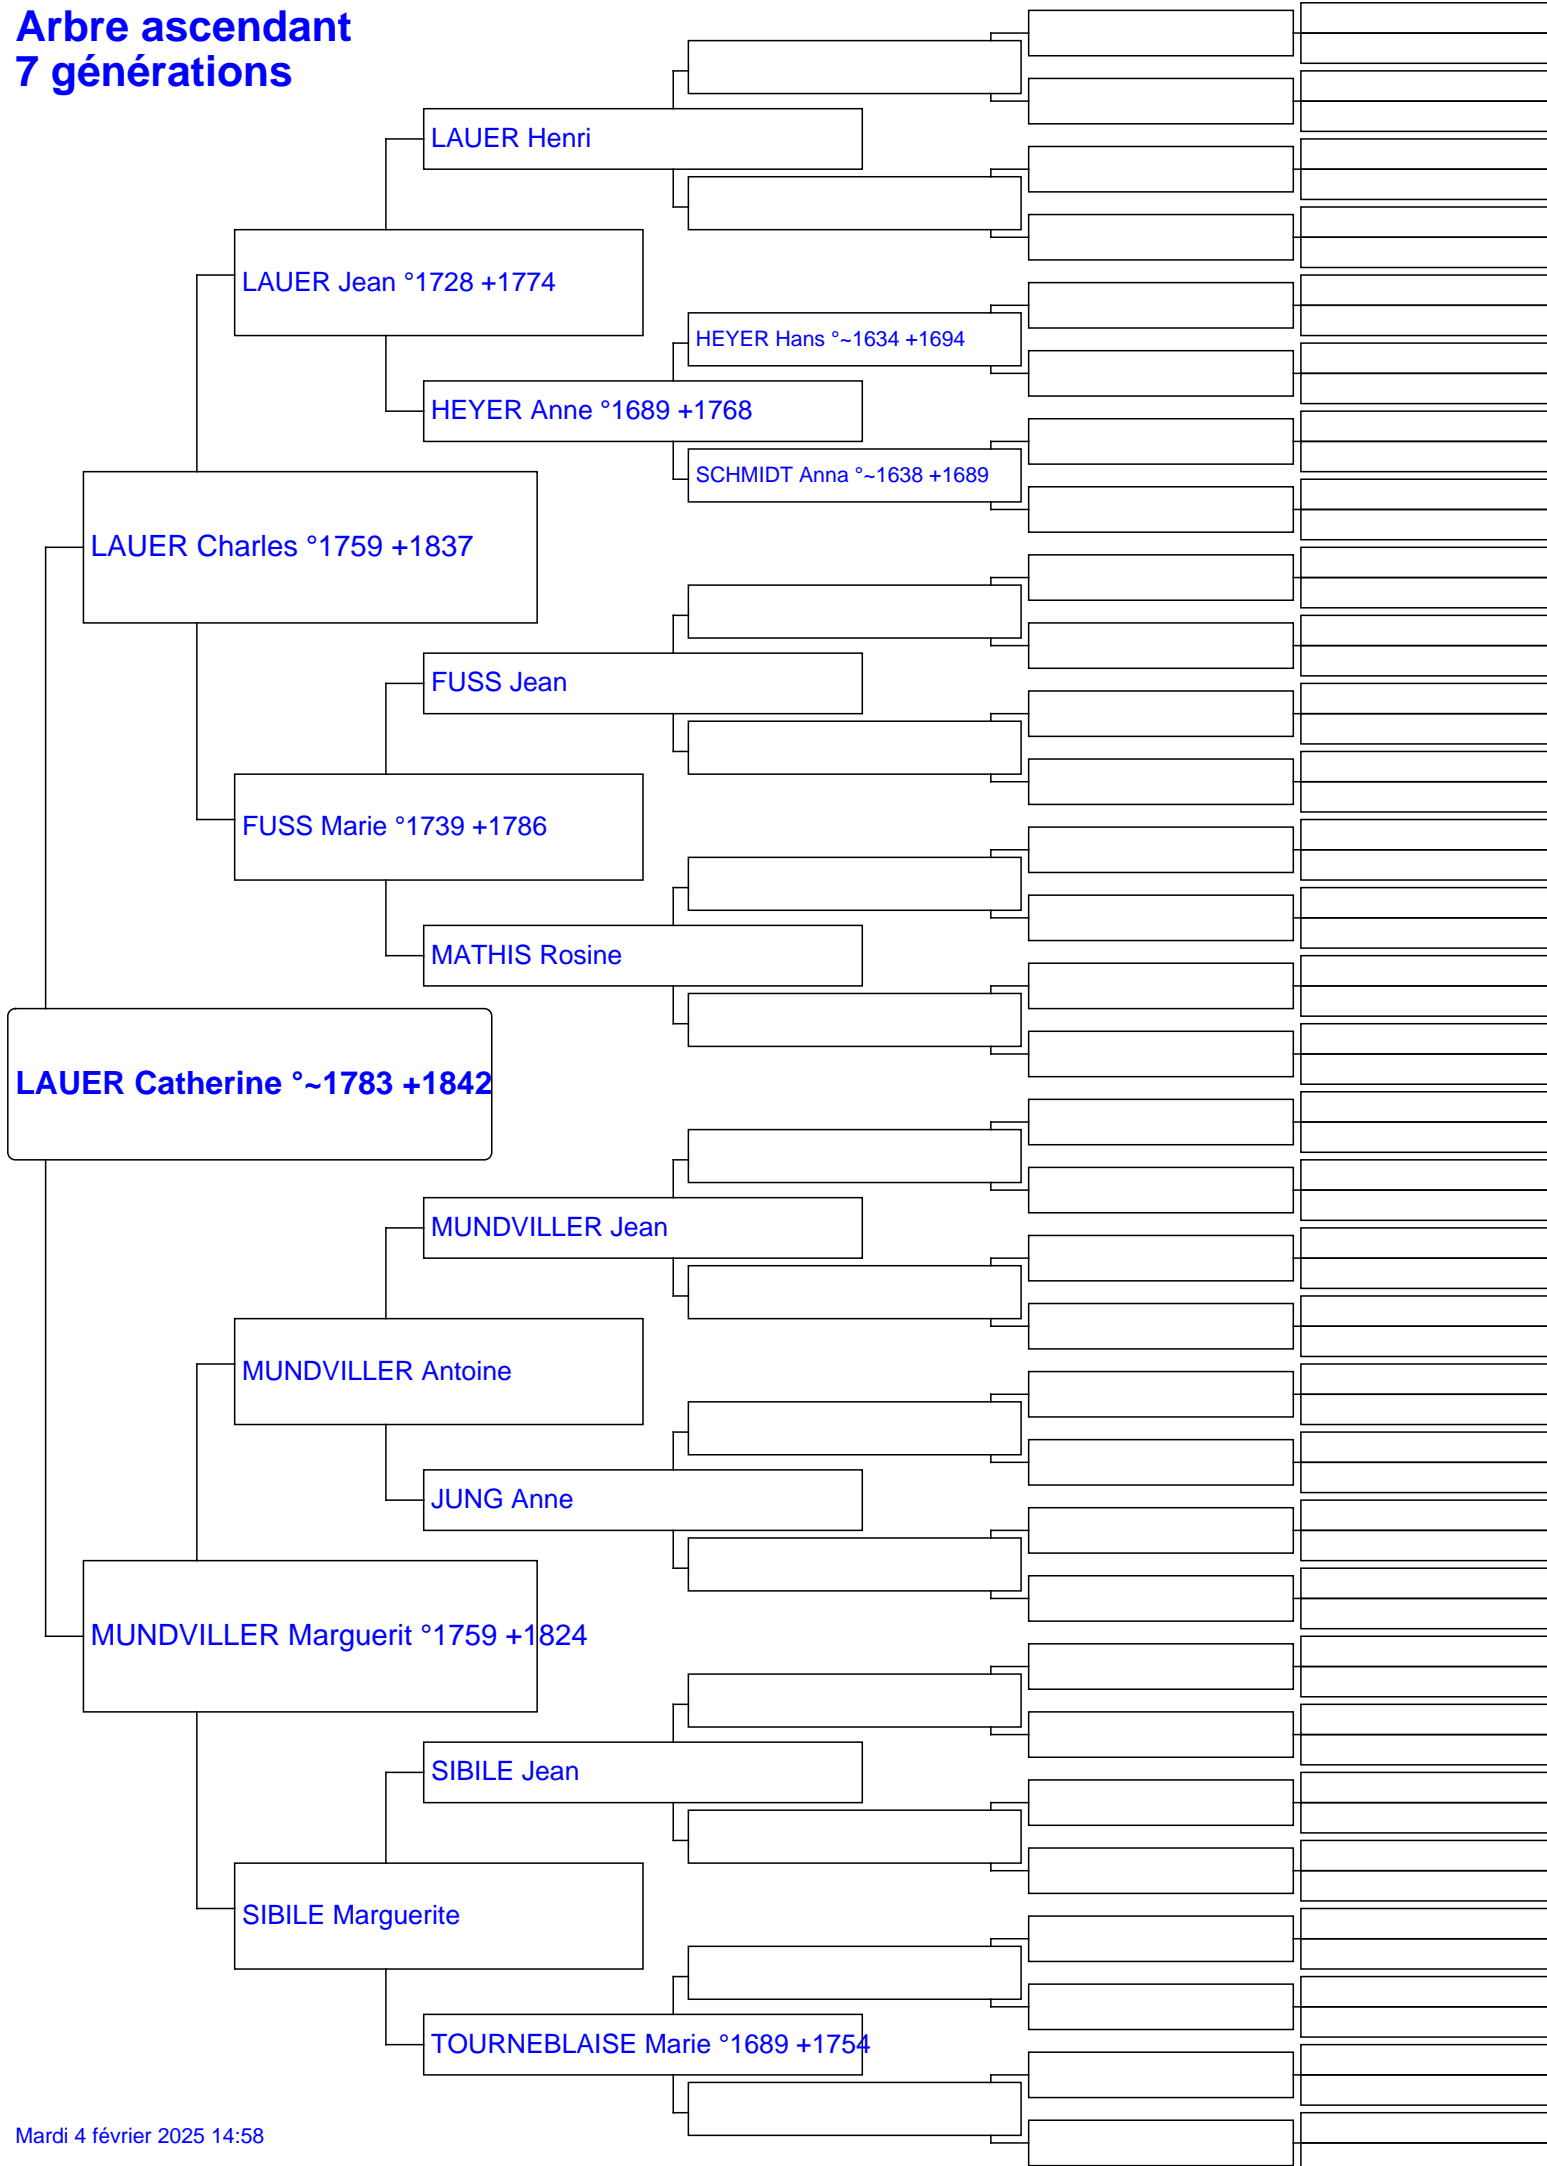 Arbre ascendant
7 générations
LAUER Henri
LAUER Jean °1728 +1774
HEYER Hans °~1634 +1694
HEYER Anne °1689 +1768
SCHMIDT Anna °~1638 +1689
LAUER Charles °1759 +1837
FUSS Jean
FUSS Marie °1739 +1786
MATHIS Rosine
LAUER Catherine °~1783 +1842
MUNDVILLER Jean
MUNDVILLER Antoine
JUNG Anne
MUNDVILLER Marguerit °1759 +1824
SIBILE Jean
SIBILE Marguerite
TOURNEBLAISE Marie °1689 +1754
Mardi 4 février 2025 14:58